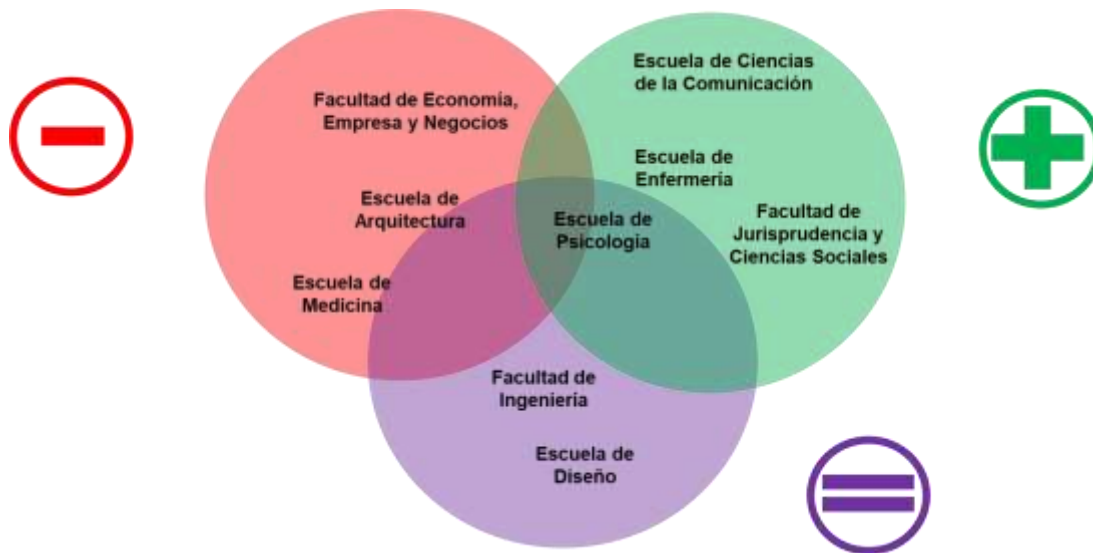 Escuela de Ciencias
de la Comunicación
Facultad de Economía,
Empresa y Negocios
Escuela de
Enfermería
Escuela de
Arquitectura
Escuela de
Psicología
Facultad de
Jurisprudencia y
Ciencias Sociales
Escuela de
Medicina
Facultad de
Ingeniería
Escuela de
Diseño